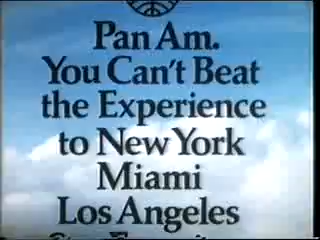 Pan Am.
You Can't Beat
the Experience
to New York
Miami
Los Angeles